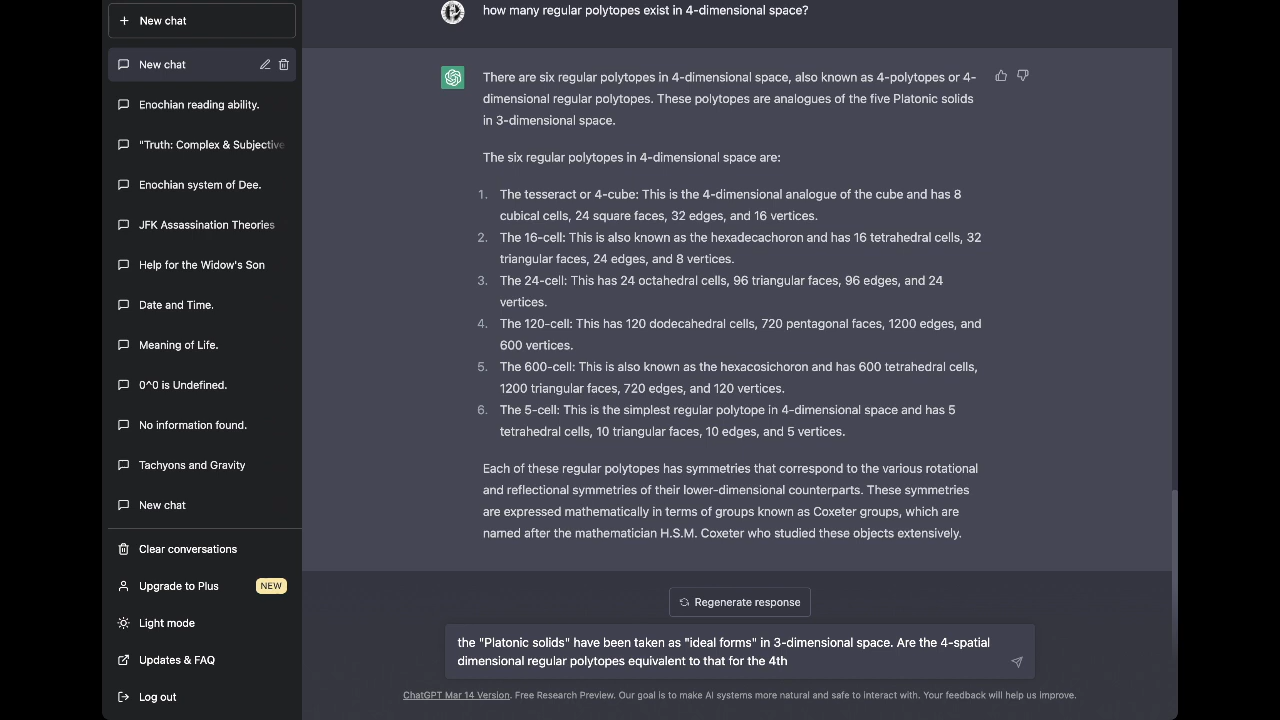 New chat
New chat
Enochian reading ability.
"Truth: Complex & Subjective
Enochian system of Dee.
JFK Assassination Theories
Help for the Widow's Son
Date and Time.
Meaning of Life.
0^0 is Undefined.
No information found.
Tachyons and Gravity
New chat
Clear conversations
Upgrade to Plus NEW
Light mode
Updates & FAQ
Log out
how many regular polytopes exist in 4-dimensional space?
There are six regular polytopes in 4-dimensional space, also known as 4-polytopes or 4-
dimensional regular polytopes. These polytopes are analogues of the five Platonic solids
in 3-dimensional space.
The six regular polytopes in 4-dimensional space are:
1. The tesseract or 4-cube: This is the 4-dimensional analogue of the cube and has 8
cubical cells, 24 square faces, 32 edges, and 16 vertices.
2. The 16-cell: This is also known as the hexadecachoron and has 16 tetrahedral cells, 32
triangular faces, 24 edges, and 8 vertices.
3. The 24-cell: This has 24 octahedral cells, 96 triangular faces, 96 edges, and 24
vertices.
4. The 120-cell: This has 120 dodecahedral cells, 720 pentagonal faces, 1200 edges, and
600 vertices.
5. The 600-cell: This is also known as the hexacosichoron and has 600 tetrahedral cells,
1200 triangular faces, 720 edges, and 120 vertices.
6. The 5-cell: This is the simplest regular polytope in 4-dimensional space and has 5
tetrahedral cells, 10 triangular faces, 10 edges, and 5 vertices.
Each of these regular polytopes has symmetries that correspond to the various rotational
and reflectional symmetries of their lower-dimensional counterparts. These symmetries
are expressed mathematically in terms of groups known as Coxeter groups, which are
named after the mathematician H.S.M. Coxeter who studied these objects extensively.
Regenerate response
the "Platonic solids" have been taken as "ideal forms" in 3-dimensional space. Are the 4-spatial
dimensional regular polytopes equivalent to that for the 4th
ChatGPT Mar 14 Version. Free Research Preview. Our goal is to make AI systems more natural and safe to interact with. Your feedback will help us improve.